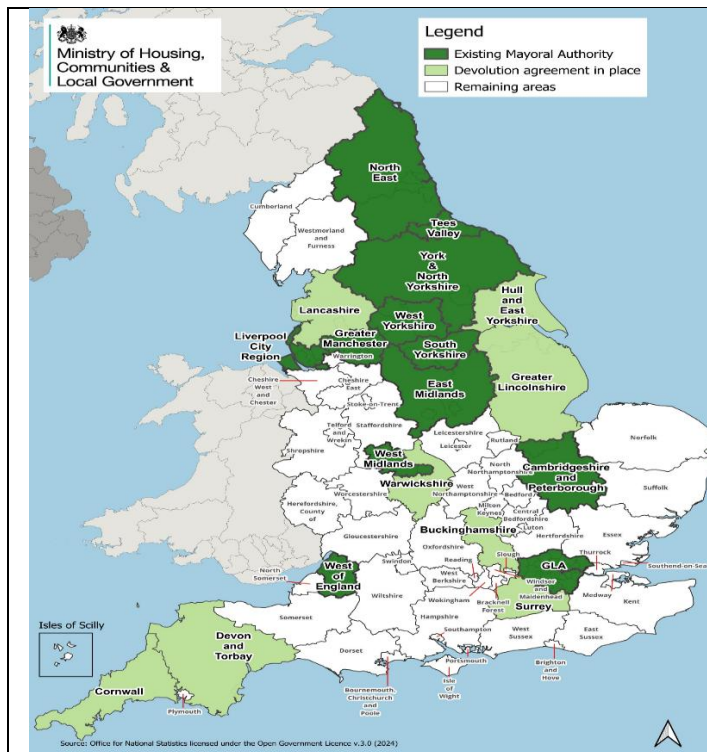 Ministry of Housing,
Communities &
Local Government
Legend
Existing Mayoral Authority
Devolution agreement in place
Remaining areas
North
East
Cumberland
Westmorland
and
Furness
Tees
Valley
York
&
North
Yorkshire
Hull
and
East
Yorkshire
Lancashire
West
Yorkshire
Liverpool
City
Region
Greater
Manchester
South
Yorkshire
Warrington
Cheshire
West
and
Chester
Cheshire
East
East
Midlands
Greater
Lincolnshire
Stoke-on-Trent
Staffordshire
Telford
and
Wrekin
Shropshire
Leicestershire
Leicester
Rutland
Norfolk
West
Midlands
Warwickshire
North
Northamptonshire
West
Northamptonshire
Cambridgeshire
and
Peterborough
Suffolk
Worcestershire
Herefordshire,
County of
Bedford
Milton
Keynes
Central
Bedfordshire
Luton
Buckinghamshire
Hertfordshire
Essex
Gloucestershire
Oxfordshire
Slough
Thurrock
Southend-on-Sea
Reading
West
Berkshire
Swindon
North
Somerset
West
of
England
GLA
Windsor
and
Maidenhead
Wokingham
Bracknell
Forest
Surrey
Medway
Kent
Wiltshire
Somerset
Hampshire
Southampton
West
Sussex
East
Sussex
Isles of Scilly
Devon
and
Torbay
Dorset
Portsmouth
Brighton
and
Hove
Cornwall
Plymouth
Bournemouth,
Christchurch
and
Poole
Isle
of
Wight
Source: Office for National Statistics licensed under the Open Government Licence v.3.0 (2024)